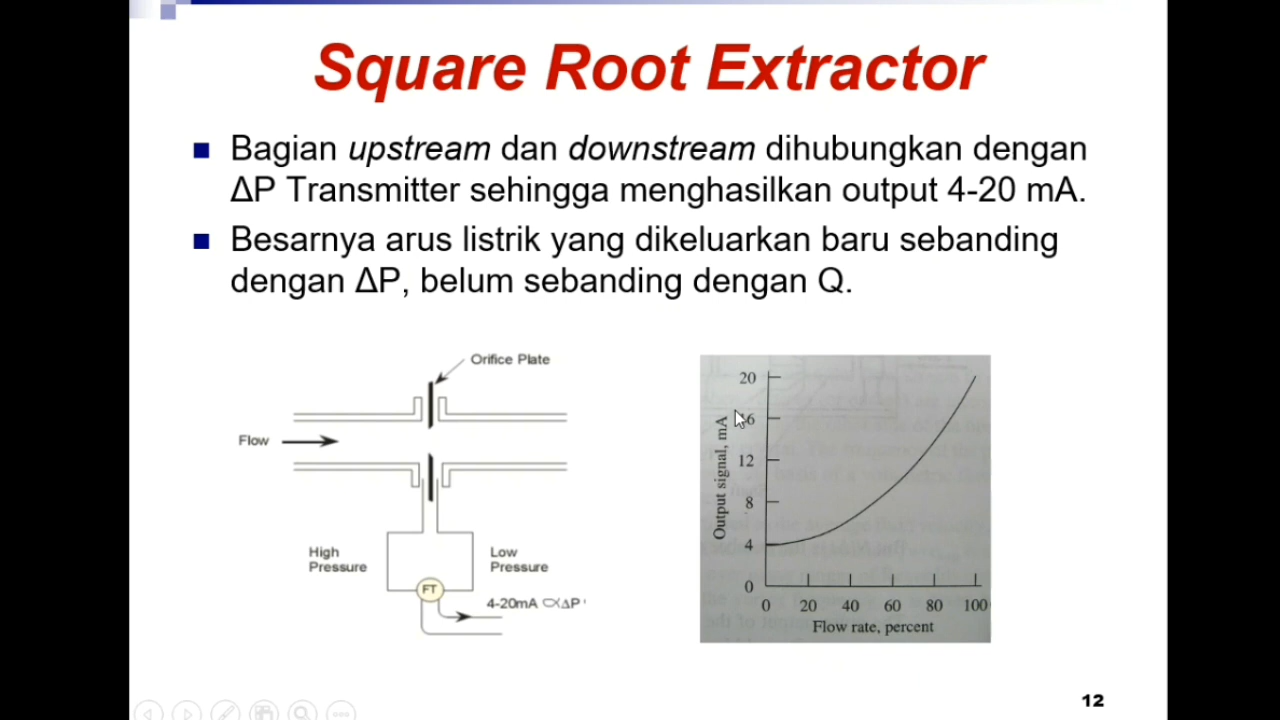 Square Root Extractor
Bagian upstream dan downstream dihubungkan dengan
ΔP Transmitter sehingga menghasilkan output 4-20 mA.
Besarnya arus listrik yang dikeluarkan baru sebanding
dengan ΔP, belum sebanding dengan Q.
Orifice Plate
Flow
High
Pressure
Low
Pressure
FT
4-20mA ∝ΔP
Output signal, mA
20
16
12
8
4
0
0 20 40 60 80 100
Flow rate, percent
12